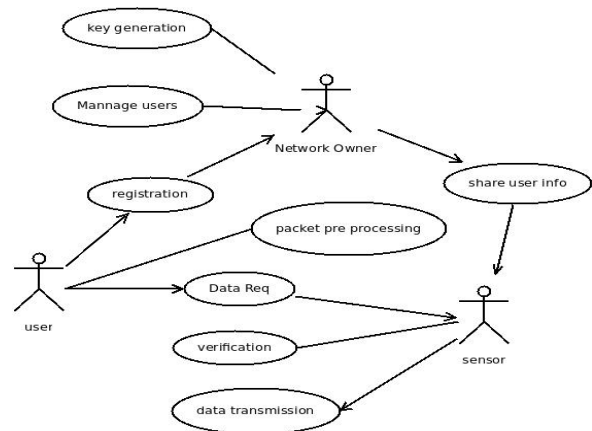 key generation
Mannage users
Network Owner
registration
share user info
packet pre processing
Data Req
user
verification
sensor
data transmission